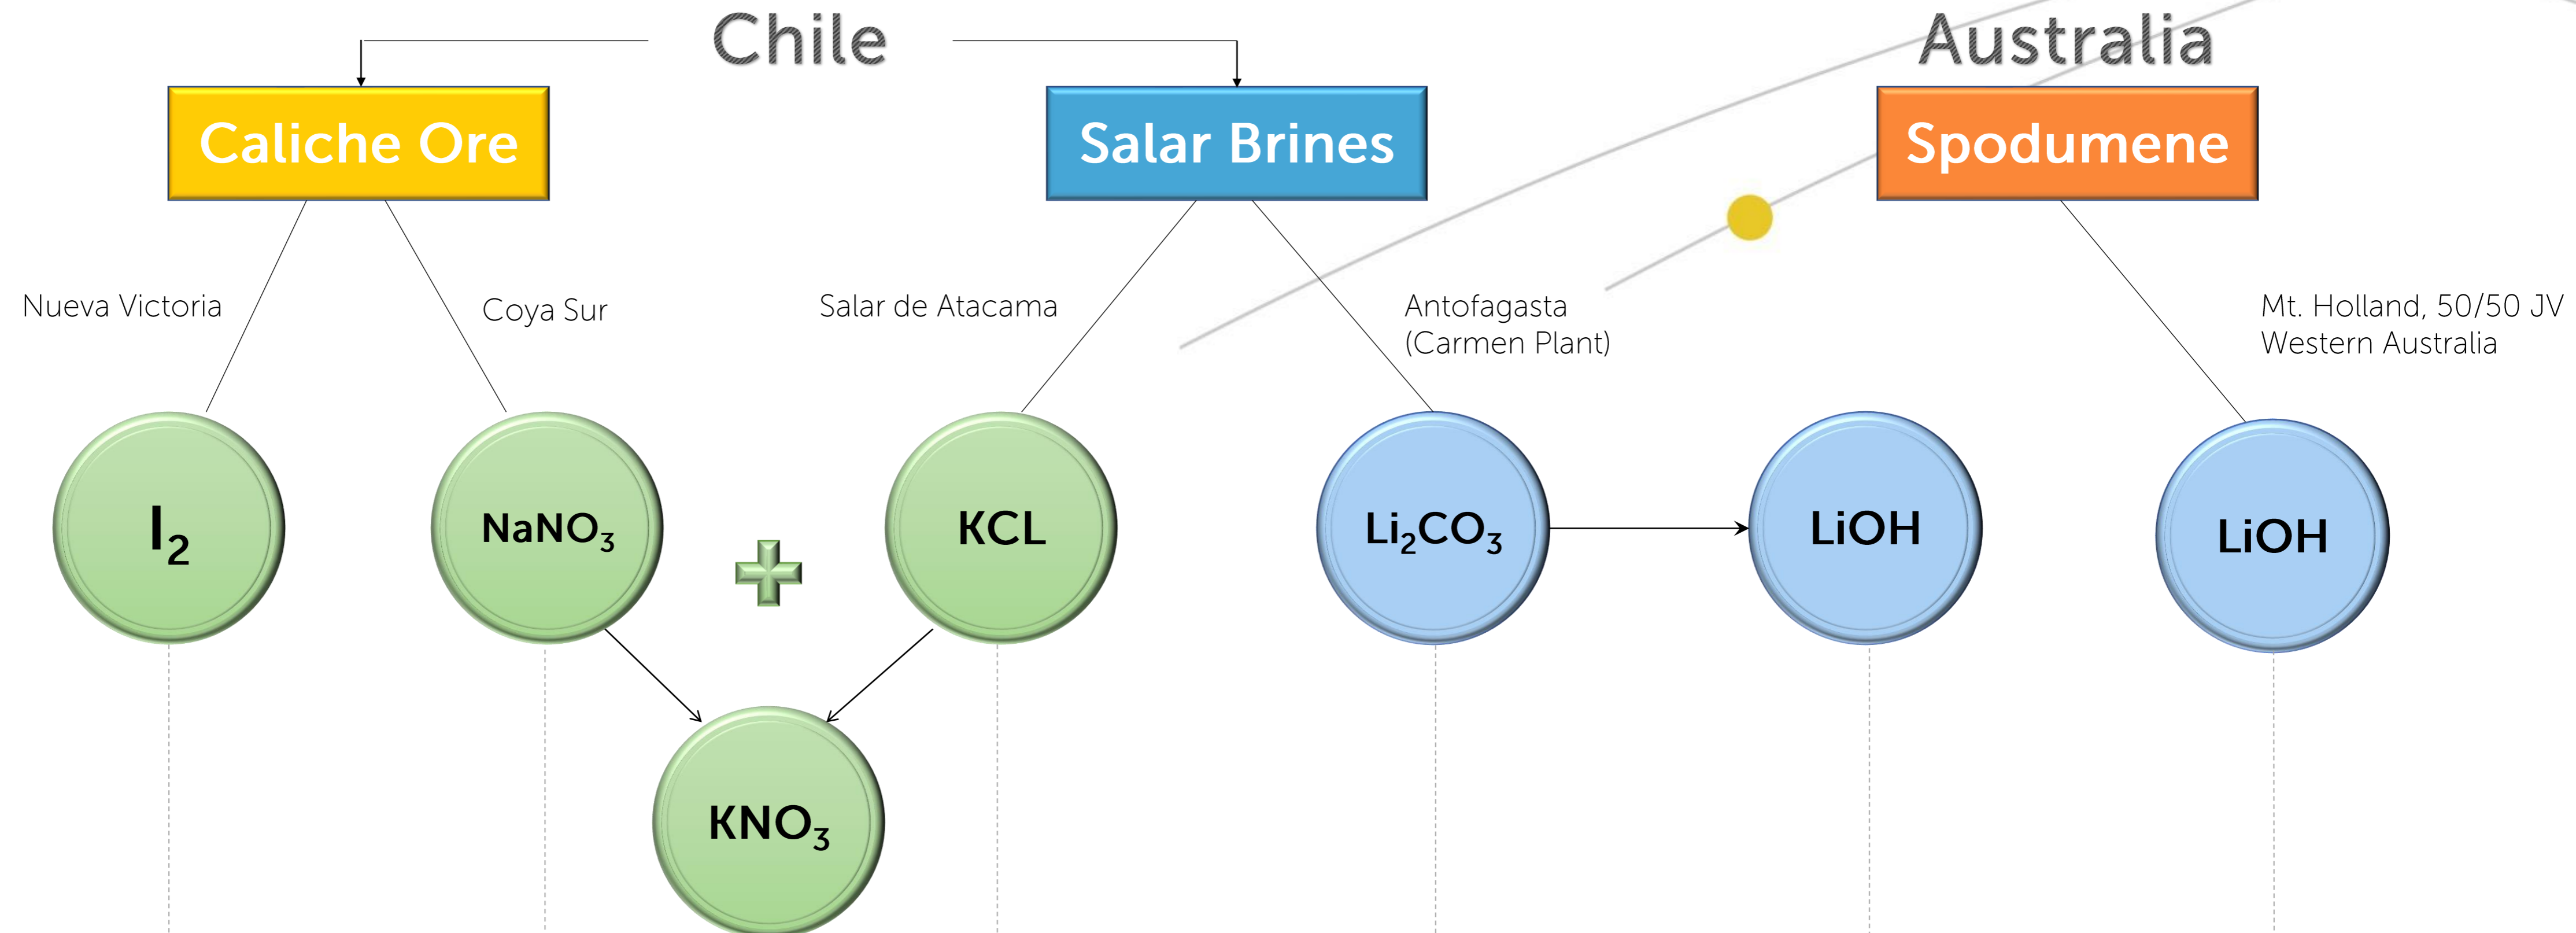 Chile
Australia
Caliche Ore
Salar Brines
Spodumene
Nueva Victoria
Coya Sur
Salar de Atacama
Antofagasta
(Carmen Plant)
Mt. Holland, 50/50 JV
Western Australia
I₂
NaNO₃
KCL
Li₂CO₃
LiOH
LiOH
KNO₃